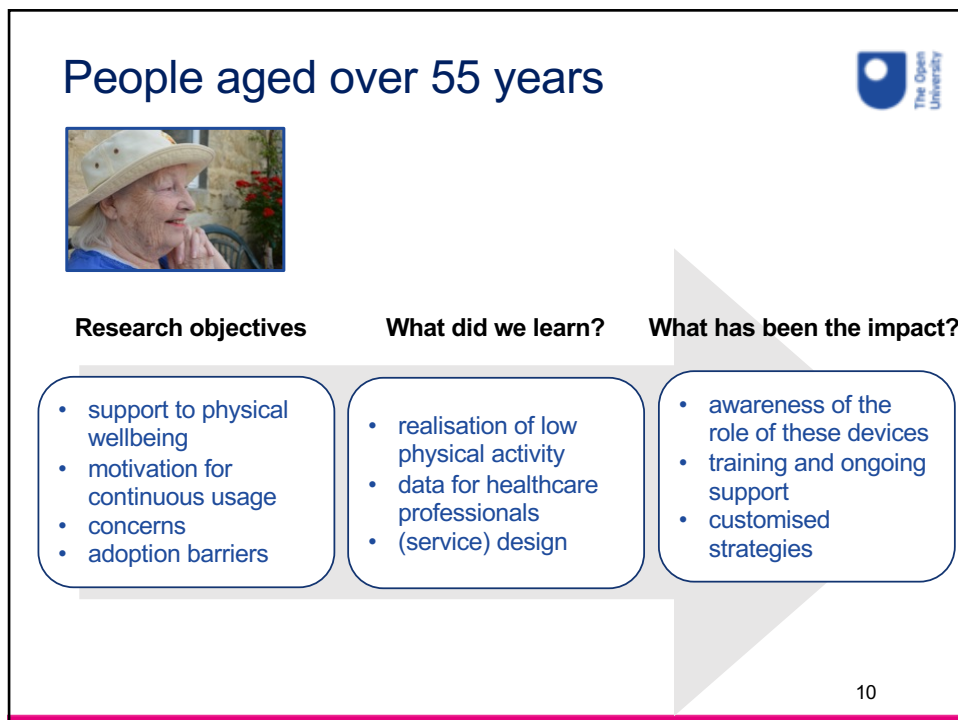 People aged over 55 years
The Open
University
Research objectives
• support to physical
wellbeing
• motivation for
continuous usage
• concerns
• adoption barriers
What did we learn?
• realisation of low
physical activity
• data for healthcare
professionals
• (service) design
What has been the impact?
• awareness of the
role of these devices
• training and ongoing
support
• customised
strategies
10